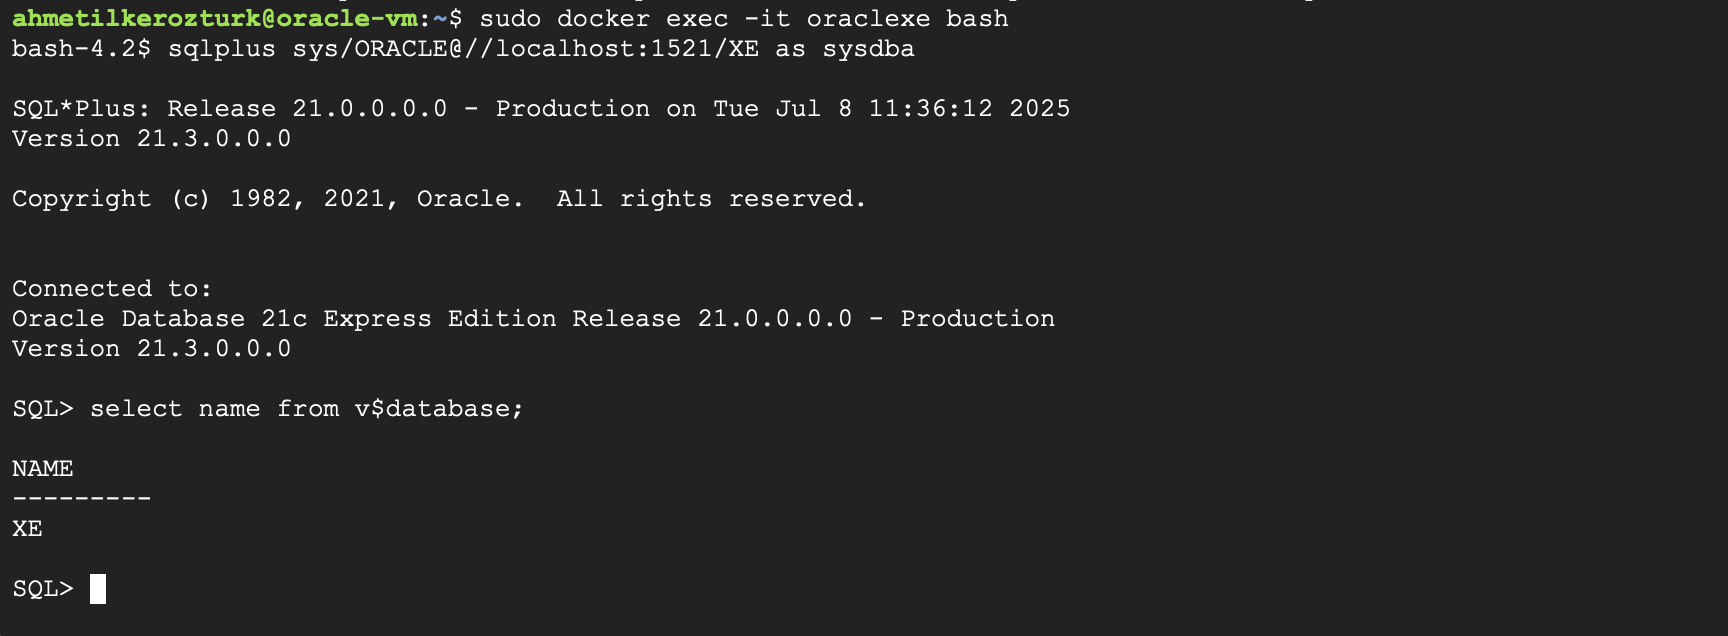 ahmetilkerozturk@oracle-vm:~$ sudo docker exec -it oraclexe bash
bash-4.2$ sqlplus sys/ORACLE@//localhost:1521/XE as sysdba
SQL*Plus: Release 21.0.0.0.0 - Production on Tue Jul 8 11:36:12 2025
Version 21.3.0.0.0
Copyright (c) 1982, 2021, Oracle.  All rights reserved.
Connected to:
Oracle Database 21c Express Edition Release 21.0.0.0.0 - Production
Version 21.3.0.0.0
SQL> select name from v$database;
NAME
---------
XE
SQL>